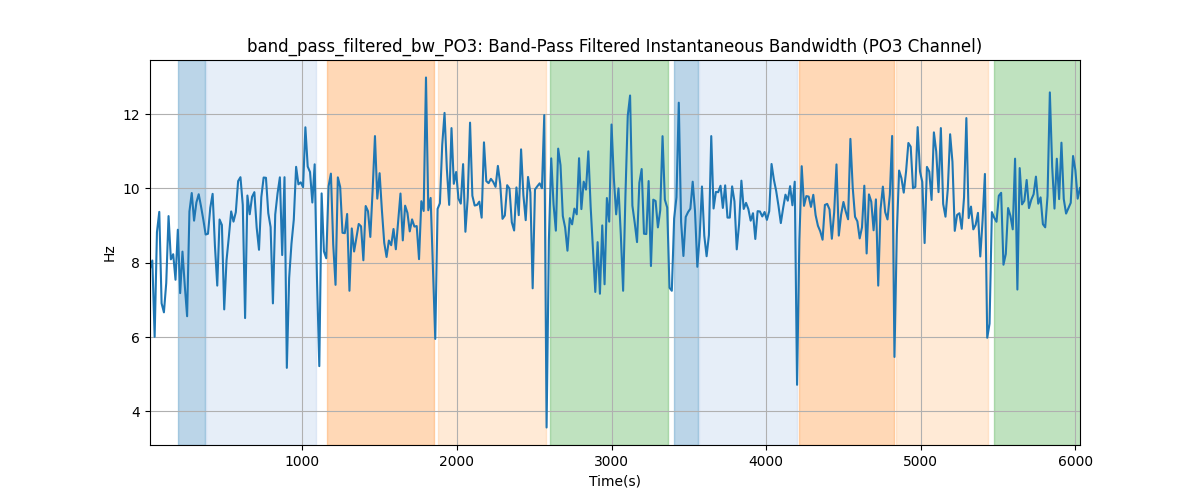 band_pass_filtered_bw_PO3: Band-Pass Filtered Instantaneous Bandwidth (PO3 Channel)
12
10
8
6
4
Hz
1000 2000 3000 4000 5000 6000
Time(s)